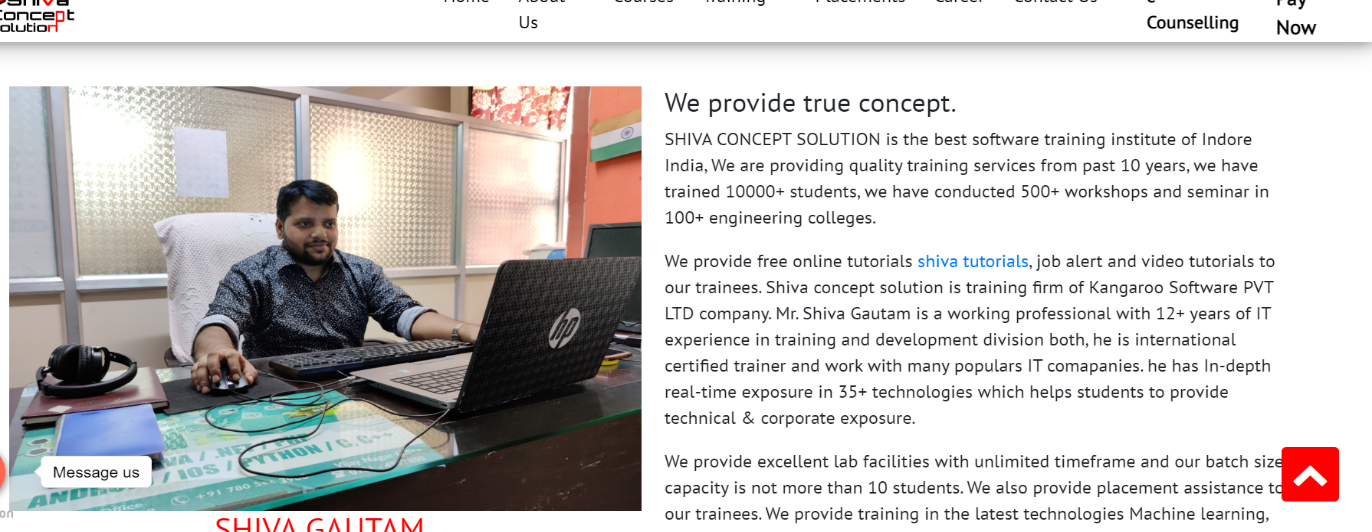 Concept
Solution
Us
Counselling
Pay
Now
We provide true concept.
SHIVA CONCEPT SOLUTION is the best software training institute of Indore
India, We are providing quality training services from past 10 years, we have
trained 10000+ students, we have conducted 500+ workshops and seminar in
100+ engineering colleges.
We provide free online tutorials shiva tutorials, job alert and video tutorials to
our trainees. Shiva concept solution is training firm of Kangaroo Software PVT
LTD company. Mr. Shiva Gautam is a working professional with 12+ years of IT
experience in training and development division both, he is international
certified trainer and work with many populars IT comapanies. he has In-depth
real-time exposure in 35+ technologies which helps students to provide
technical & corporate exposure.
We provide excellent lab facilities with unlimited timeframe and our batch size
capacity is not more than 10 students. We also provide placement assistance to
our trainees. We provide training in the latest technologies Machine learning,
hp
/ IOS / PYTHON / C, C++
Message us
SHIVA GAUTAM